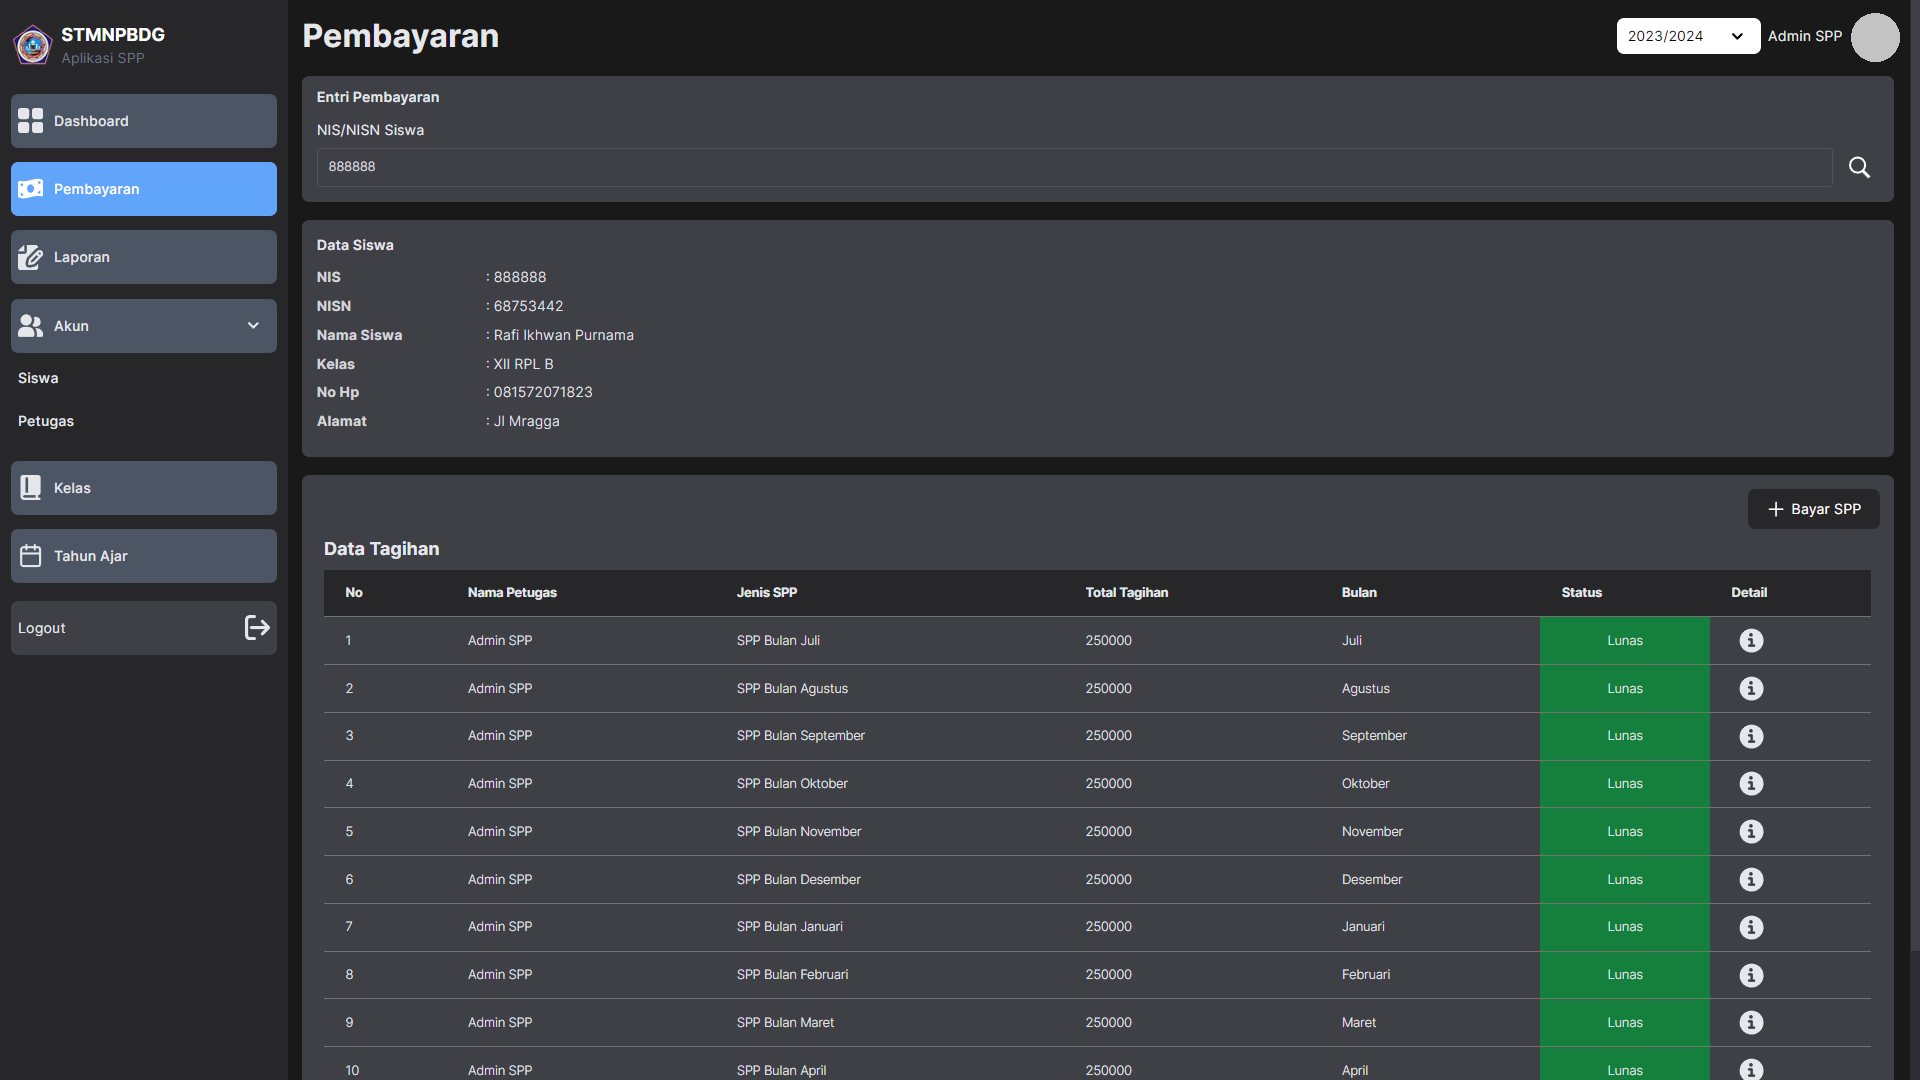 STMNPBDG
Aplikasi SPP
Dashboard
Pembayaran
Laporan
Akun
Siswa
Petugas
Kelas
Tahun Ajar
Logout
Pembayaran
2023/2024
Admin SPP
Entri Pembayaran
NIS/NISN Siswa
888888
Data Siswa
NIS : 888888
NISN : 68753442
Nama Siswa : Rafi Ikhwan Purnama
Kelas : XII RPL B
No Hp : 081572071823
Alamat : Jl Mragga
Bayar SPP
Data Tagihan
No Nama Petugas Jenis SPP Total Tagihan Bulan Status Detail
1 Admin SPP SPP Bulan Juli 250000 Juli Lunas
2 Admin SPP SPP Bulan Agustus 250000 Agustus Lunas
3 Admin SPP SPP Bulan September 250000 September Lunas
4 Admin SPP SPP Bulan Oktober 250000 Oktober Lunas
5 Admin SPP SPP Bulan November 250000 November Lunas
6 Admin SPP SPP Bulan Desember 250000 Desember Lunas
7 Admin SPP SPP Bulan Januari 250000 Januari Lunas
8 Admin SPP SPP Bulan Februari 250000 Februari Lunas
9 Admin SPP SPP Bulan Maret 250000 Maret Lunas
10 Admin SPP SPP Bulan April 250000 April Lunas